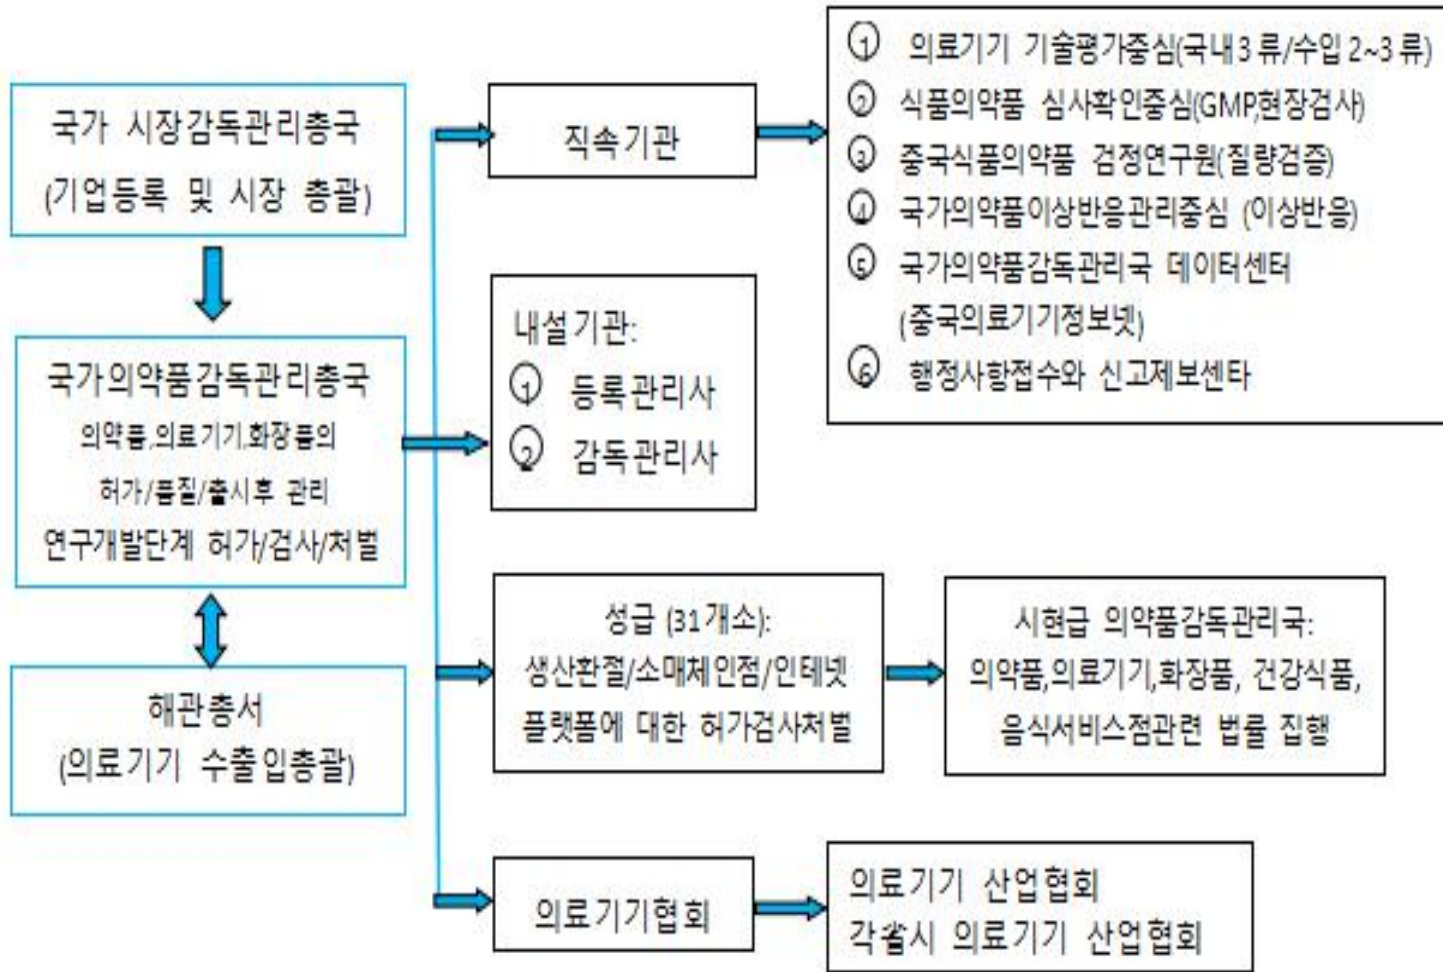 국가 시장감독관리총국
(기업등록 및 시장 총괄)
국가의약품감독관리총국
의약품,의료기기,화장품의
허가/품질/출시후 관리
연구개발단계 허가/검사/처벌
해관총서
(의료기기 수출입총괄)
직속기관
① 의료기기 기술평가중심(국내3류/수입2~3류)
② 식품의약품 심사확인중심(GMP,현장검사)
③ 중국식품의약품 검정연구원(질량검증)
④ 국가의약품이상반응관리중심 (이상반응)
⑤ 국가의약품감독관리국 데이터센터
(중국의료기기정보넷)
⑥ 행정사항접수와 신고제보센타
내설기관:
① 등록관리사
② 감독관리사
성급 (31개소):
생산환절/소매체인점/인테넷
플랫폼에 대한 허가검사처벌
시현급 의약품감독관리국:
의약품,의료기기,화장품, 건강식품,
음식서비스점관련 법률 집행
의료기기협회
의료기기 산업협회
각省시 의료기기 산업협회